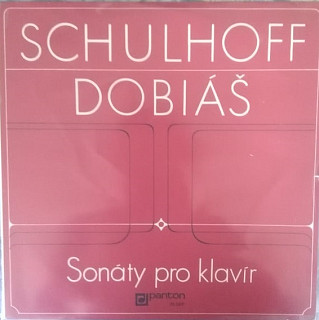 SCHULHOFF
DOBIÁŠ
Sonáty pro klavír
panton